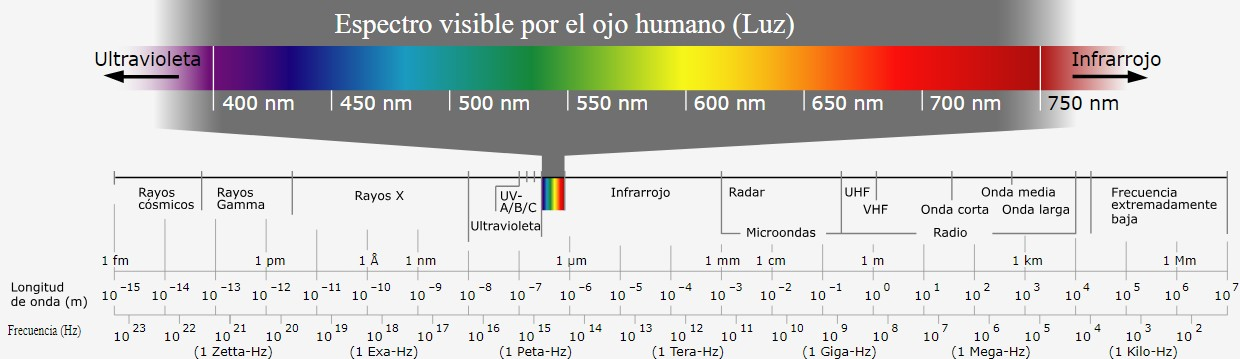 Espectro visible por el ojo humano (Luz)
Ultravioleta
Infrarrojo
400 nm 450 nm 500 nm 550 nm 600 nm 650 nm 700 nm 750 nm
Rayos
cósmicos
Rayos
Gamma
Rayos X
UV-
A/B/C
Ultravioleta
Infrarrojo
Radar
Microondas
UHF
VHF
Onda corta
Onda media
Onda larga
Radio
Frecuencia
extremadamente
baja
1 fm 1 pm 1 Å 1 nm 1 µm 1 mm 1 cm 1 m 1 km 1 Mm
Longitud
de onda (m)
10⁻¹⁵ 10⁻¹⁴ 10⁻¹³ 10⁻¹² 10⁻¹¹ 10⁻¹⁰ 10⁻⁹ 10⁻⁸ 10⁻⁷ 10⁻⁶ 10⁻⁵ 10⁻⁴ 10⁻³ 10⁻² 10⁻¹ 10⁰ 10¹ 10² 10³ 10⁴ 10⁵ 10⁶ 10⁷
Frecuencia (Hz)
10²³ 10²² 10²¹ 10²⁰ 10¹⁹ 10¹⁸ 10¹⁷ 10¹⁶ 10¹⁵ 10¹⁴ 10¹³ 10¹² 10¹¹ 10¹⁰ 10⁹ 10⁸ 10⁷ 10⁶ 10⁵ 10⁴ 10³ 10²
(1 Zetta-Hz) (1 Exa-Hz) (1 Peta-Hz) (1 Tera-Hz) (1 Giga-Hz) (1 Mega-Hz) (1 Kilo-Hz)